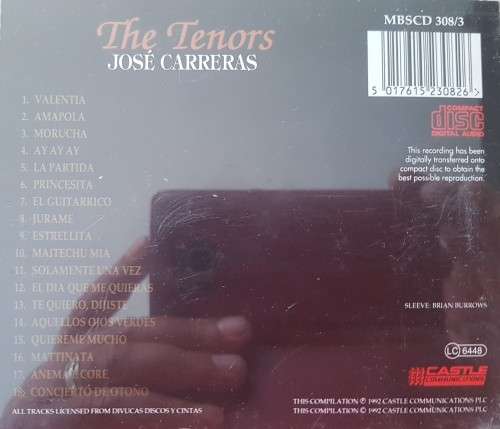 The Tenors
JOSÉ CARRERAS
1. VALENTIA
2. AMAPOLA
3. MORUCHA
4. AY AY AY
5. LA PARTIDA
6. PRINCESITA
7. EL GUITARRICO
8. JURAME
9. ESTRELLITA
10. MAITECHU MIA
11. SOLAMENTE UNA VEZ
12. EL DIA QUE ME QUIERAS
13. TE QUIERO, DIJISTE
14. AQUELLOS OJOS VERDES
15. QUIEREME MUCHO
16. MATTINATA
17. ANEMA E CORE
18. CONCIERTO DE OTOÑO
ALL TRACKS LICENSED FROM DIVUCAS DISCOS Y CINTAS
MBSCD 308/3
5 017615 230826 >
COMPACT
disc
DIGITAL AUDIO
This recording has been
digitally transferred onto
compact disc to obtain the
best possible reproduction.
SLEEVE: BRIAN BURROWS
LC 6448
CASTLE
COMMUNICATIONS
THIS COMPILATION ℗ 1992 CASTLE COMMUNICATIONS PLC
THIS COMPILATION © 1992 CASTLE COMMUNICATIONS PLC